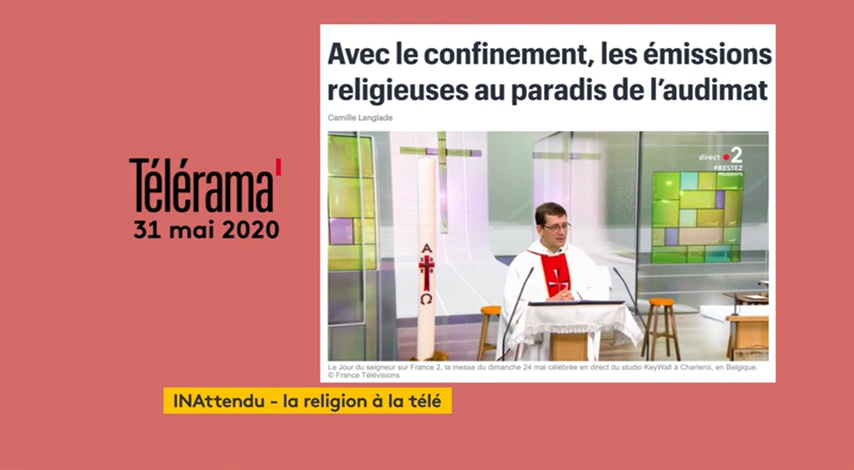 Télérama'
31 mai 2020
Avec le confinement, les émissions
religieuses au paradis de l'audimat
Camille Langlade
direct 2
#RESTEZ
PRUDENTS
A
Ω
Le Jour du seigneur sur France 2, la messe du dimanche 24 mai célébrée en direct du studio KeyWall à Charleroi, en Belgique.
© France Télévisions
INAttendu - la religion à la télé